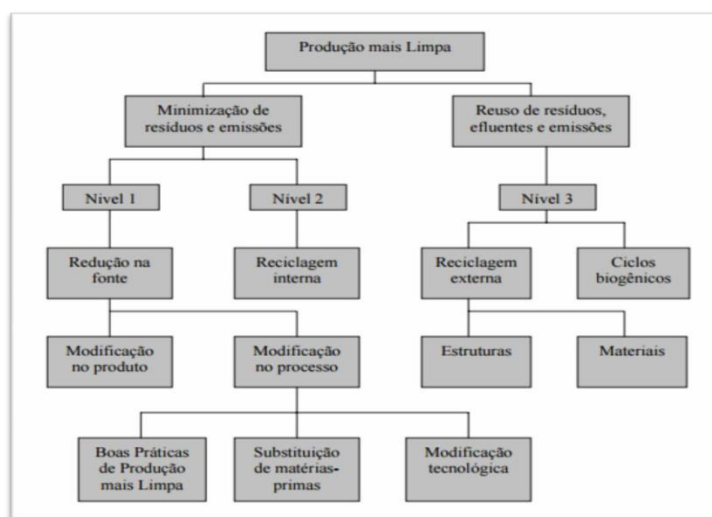 Produção mais Limpa
Minimização de
resíduos e emissões
Reuso de resíduos,
efluentes e emissões
Nível 1
Nível 2
Nível 3
Redução na
fonte
Reciclagem
interna
Reciclagem
externa
Ciclos
biogênicos
Modificação
no produto
Modificação
no processo
Estruturas
Materiais
Boas Práticas
de Produção
mais Limpa
Substituição
de matérias-
primas
Modificação
tecnológica